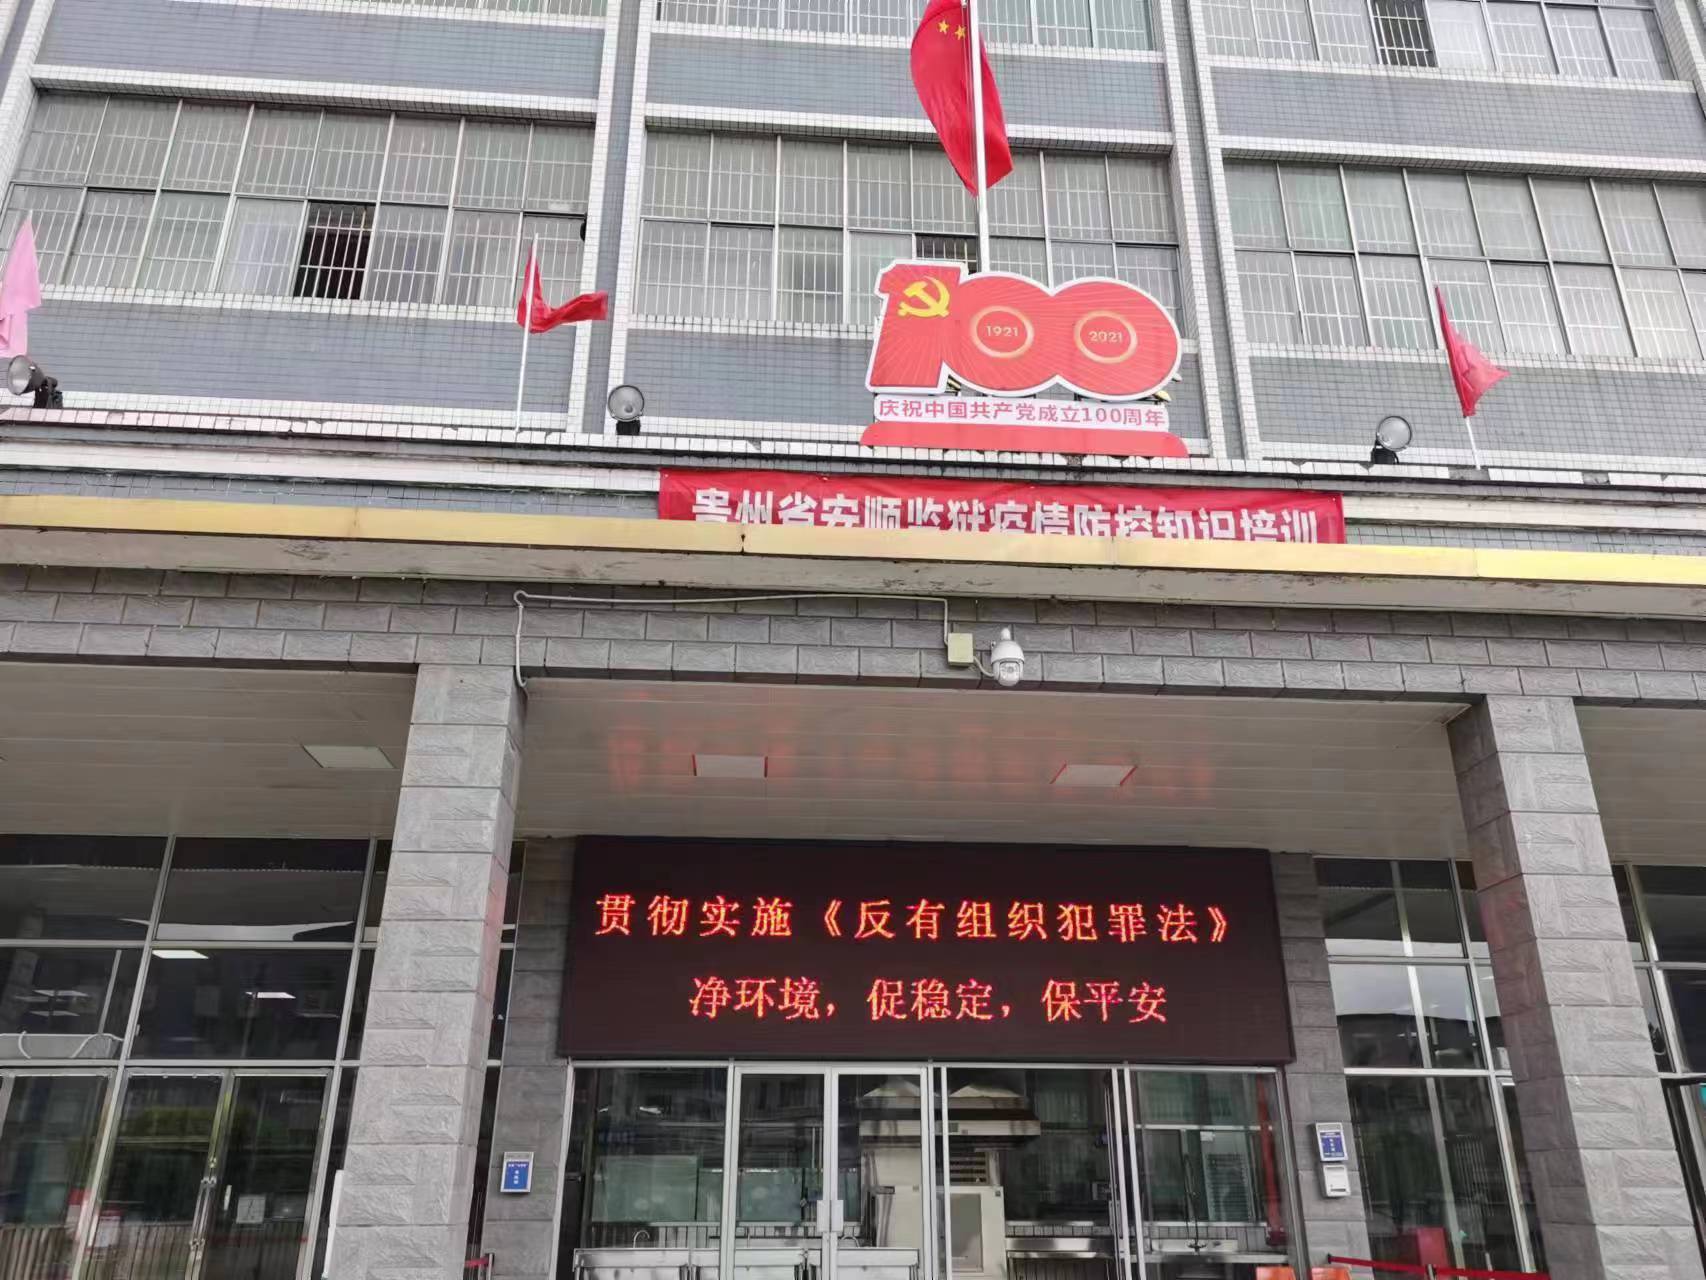 1921
2021
庆祝中国共产党成立100周年
贵州省安顺监狱疫情防控知识培训
贯彻实施《反有组织犯罪法》
净环境，促稳定，保平安